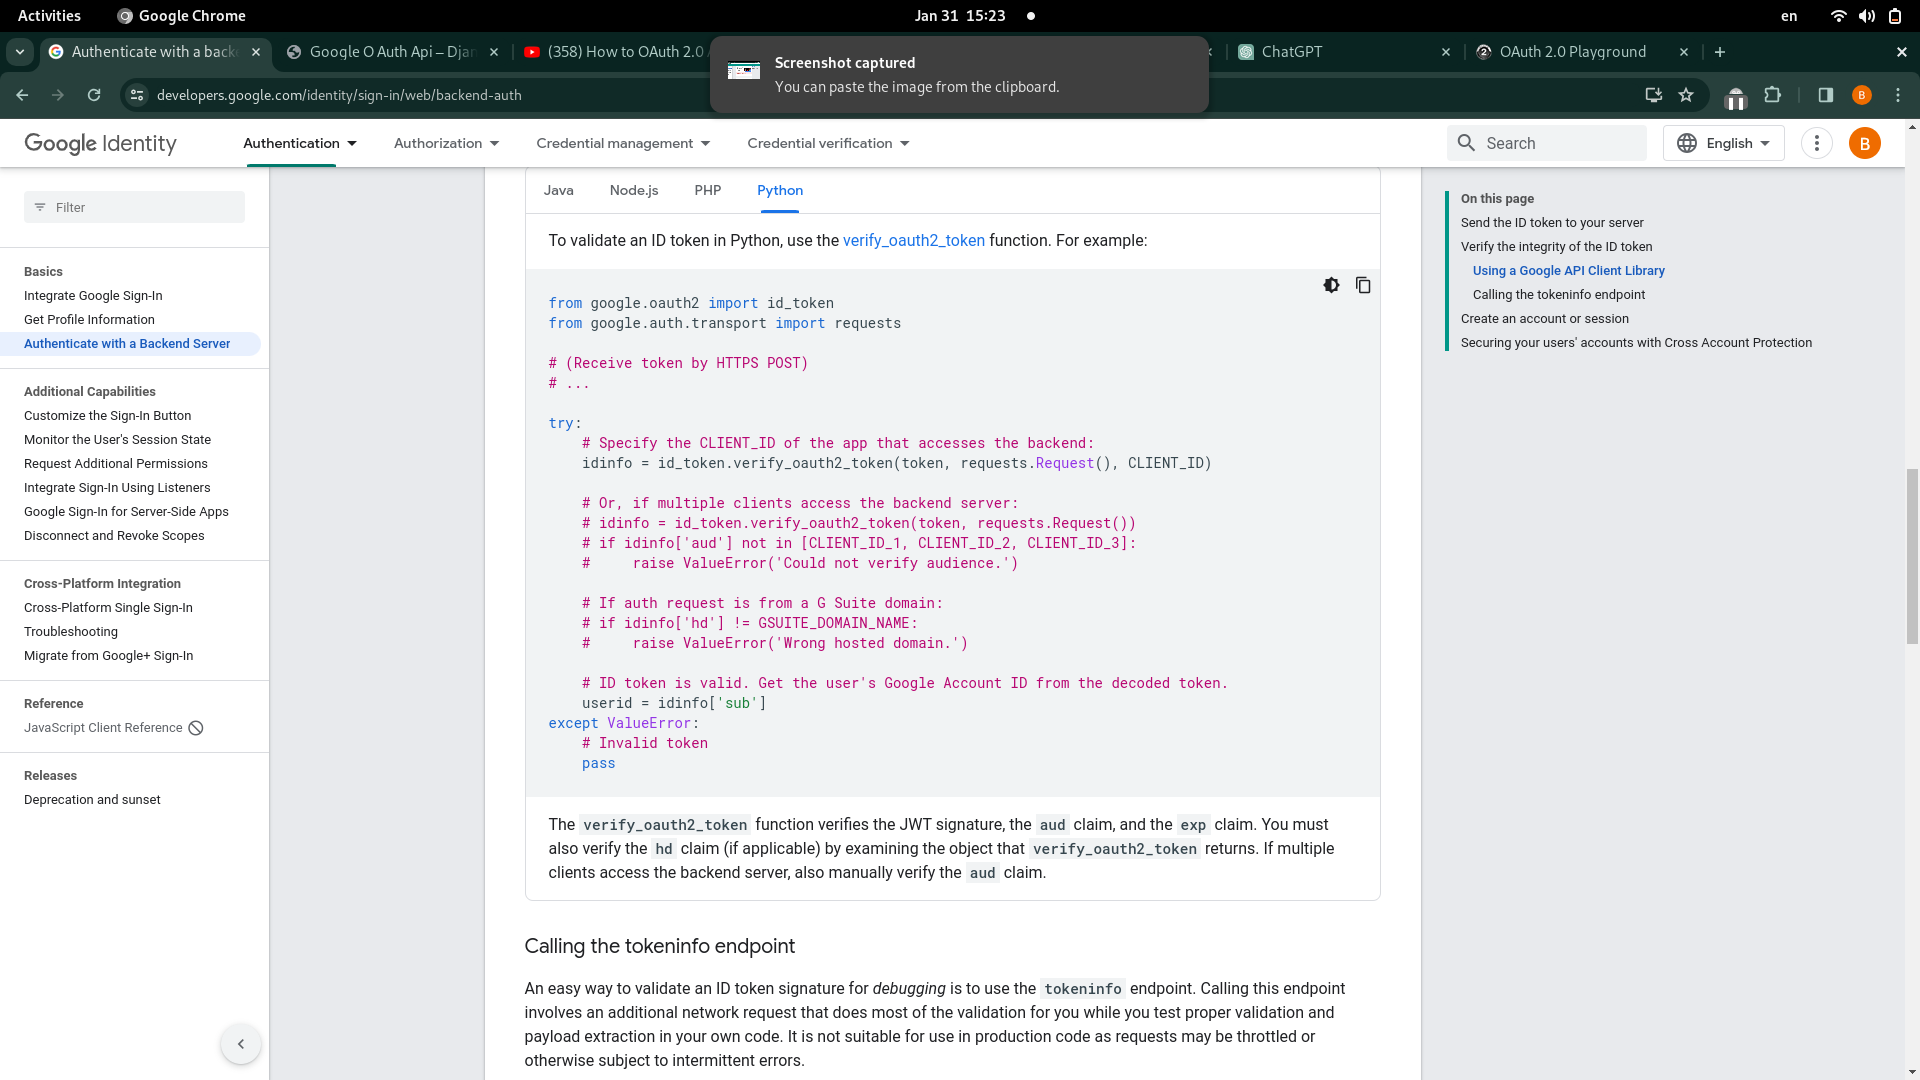 Activities
Google Chrome
Jan 31 15:23
en
Authenticate with a backe
Google O Auth Api – Djan
(358) How to OAuth 2.0
ChatGPT
OAuth 2.0 Playground
Screenshot captured
You can paste the image from the clipboard.
developers.google.com/identity/sign-in/web/backend-auth
B
Google Identity
Authentication
Authorization
Credential management
Credential verification
Search
English
B
Filter
Basics
Integrate Google Sign-In
Get Profile Information
Authenticate with a Backend Server
Additional Capabilities
Customize the Sign-In Button
Monitor the User's Session State
Request Additional Permissions
Integrate Sign-In Using Listeners
Google Sign-In for Server-Side Apps
Disconnect and Revoke Scopes
Cross-Platform Integration
Cross-Platform Single Sign-In
Troubleshooting
Migrate from Google+ Sign-In
Reference
JavaScript Client Reference
Releases
Deprecation and sunset
Java
Node.js
PHP
Python
To validate an ID token in Python, use the verify_oauth2_token function. For example:
from google.oauth2 import id_token
from google.auth.transport import requests
# (Receive token by HTTPS POST)
# ...
try:
# Specify the CLIENT_ID of the app that accesses the backend:
idinfo = id_token.verify_oauth2_token(token, requests.Request(), CLIENT_ID)
# Or, if multiple clients access the backend server:
# idinfo = id_token.verify_oauth2_token(token, requests.Request())
# if idinfo['aud'] not in [CLIENT_ID_1, CLIENT_ID_2, CLIENT_ID_3]:
#     raise ValueError('Could not verify audience.')
# If auth request is from a G Suite domain:
# if idinfo['hd'] != GSUITE_DOMAIN_NAME:
#     raise ValueError('Wrong hosted domain.')
# ID token is valid. Get the user's Google Account ID from the decoded token.
userid = idinfo['sub']
except ValueError:
# Invalid token
pass
The verify_oauth2_token function verifies the JWT signature, the aud claim, and the exp claim. You must
also verify the hd claim (if applicable) by examining the object that verify_oauth2_token returns. If multiple
clients access the backend server, also manually verify the aud claim.
Calling the tokeninfo endpoint
An easy way to validate an ID token signature for debugging is to use the tokeninfo endpoint. Calling this endpoint
involves an additional network request that does most of the validation for you while you test proper validation and
payload extraction in your own code. It is not suitable for use in production code as requests may be throttled or
otherwise subject to intermittent errors.
On this page
Send the ID token to your server
Verify the integrity of the ID token
Using a Google API Client Library
Calling the tokeninfo endpoint
Create an account or session
Securing your users' accounts with Cross Account Protection